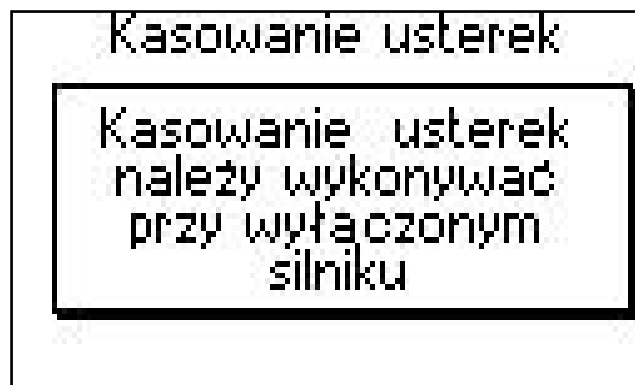 Kasowanie usterek
Kasowanie usterek
należy wykonywać
przy wyłączonym
silniku